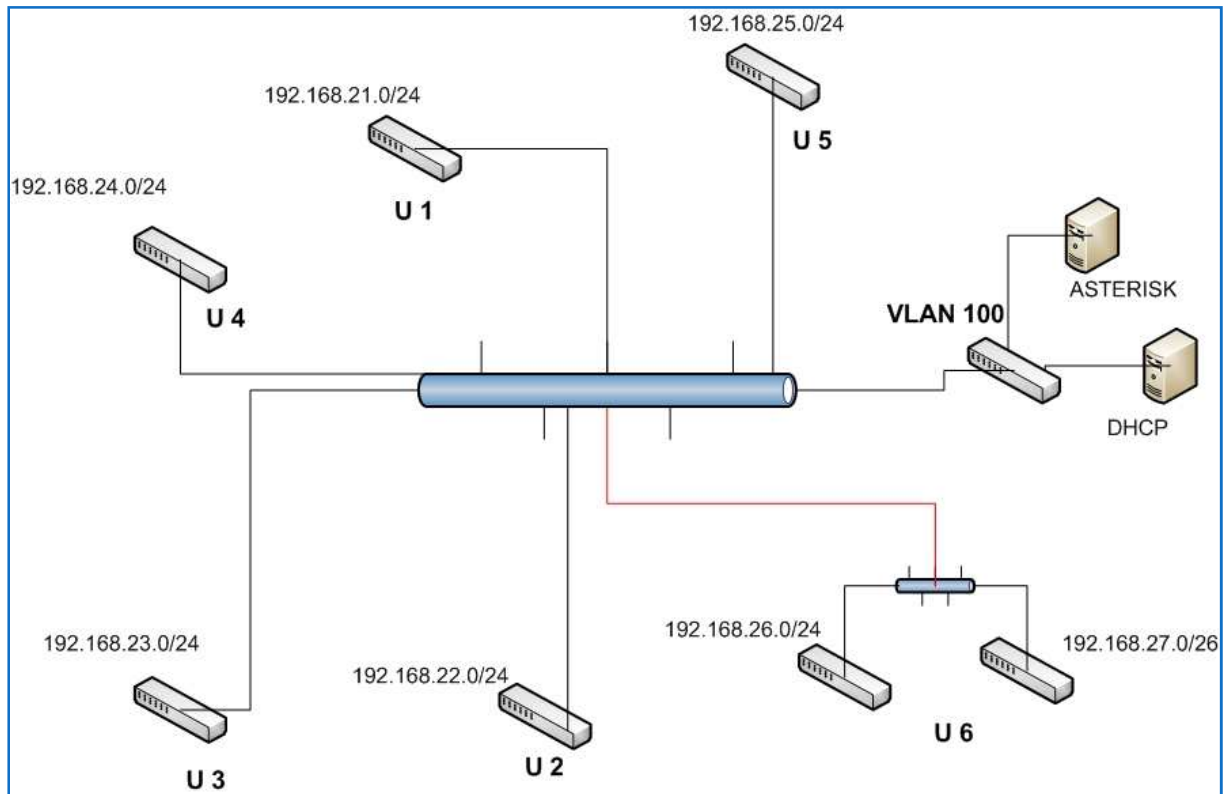 192.168.25.0/24
U 5
192.168.21.0/24
U 1
192.168.24.0/24
U 4
ASTERISK
VLAN 100
DHCP
192.168.23.0/24
U 3
192.168.22.0/24
U 2
192.168.26.0/24
192.168.27.0/26
U 6